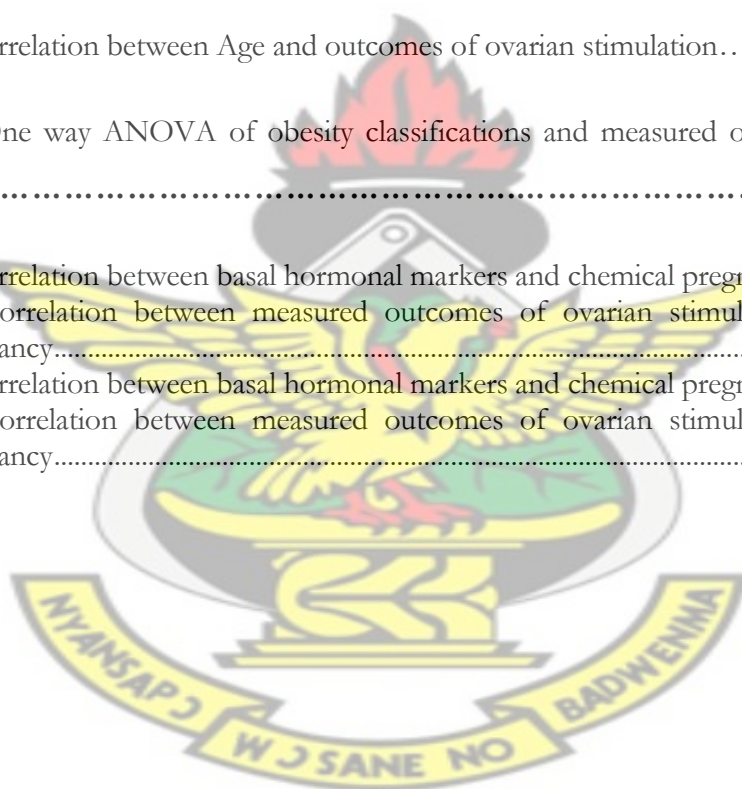 rrelation between Age and outcomes of ovarian stimulation…
ne way ANOVA of obesity classifications and measured o
………………………………………………………………
rrelation between basal hormonal markers and chemical pregn
orrelation between measured outcomes of ovarian stimul
ancy........................................................................................................
rrelation between basal hormonal markers and chemical pregn
orrelation between measured outcomes of ovarian stimul
ancy........................................................................................................
NYANSAPƆ
WƆSANE NO
BADWENMA